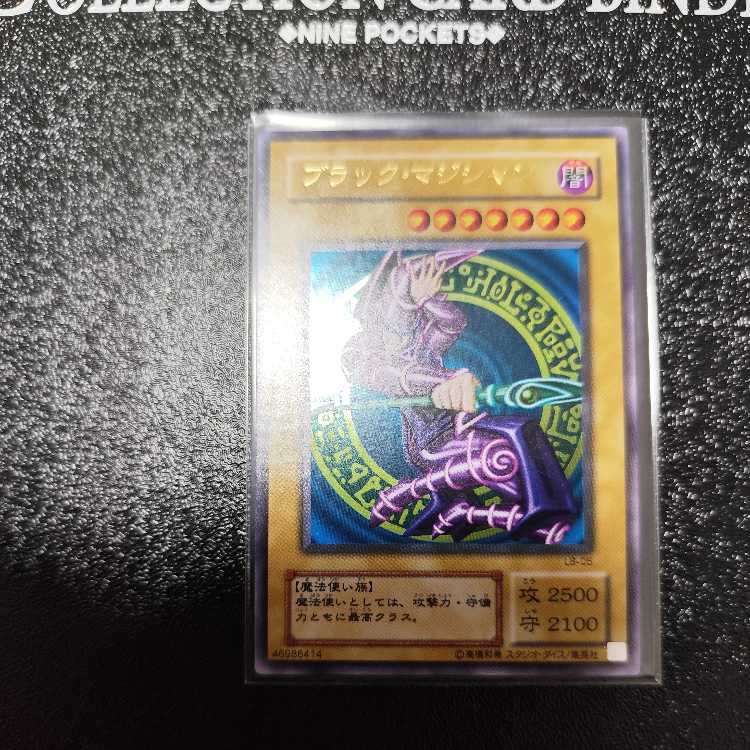 COLLECTION CARD BINDE
◆NINE POCKETS◆
ブラック・マジシャン
闇
LB-05
【魔法使い族】
魔法使いとしては、攻撃力・守備
力ともに最高クラス。
攻 2500
守 2100
46986414
©高橋和希 スタジオ・ダイス/集英社